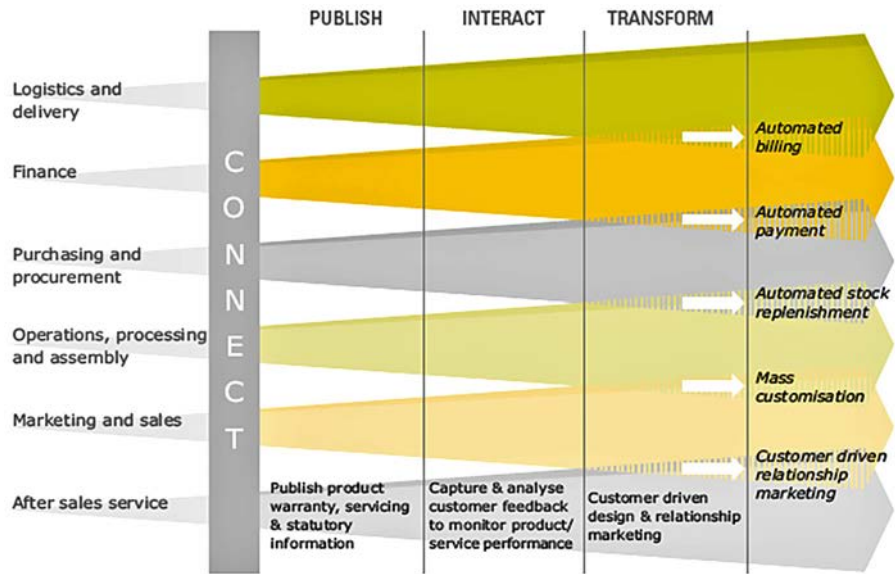 PUBLISH
INTERACT
TRANSFORM
CONNECT
Logistics and
delivery
Finance
Purchasing and
procurement
Operations, processing
and assembly
Marketing and sales
After sales service
Automated
billing
Automated
payment
Automated stock
replenishment
Mass
customisation
Customer driven
relationship
marketing
Publish product
warranty, servicing
& statutory
information
Capture & analyse
customer feedback
to monitor product/
service performance
Customer driven
design & relationship
marketing